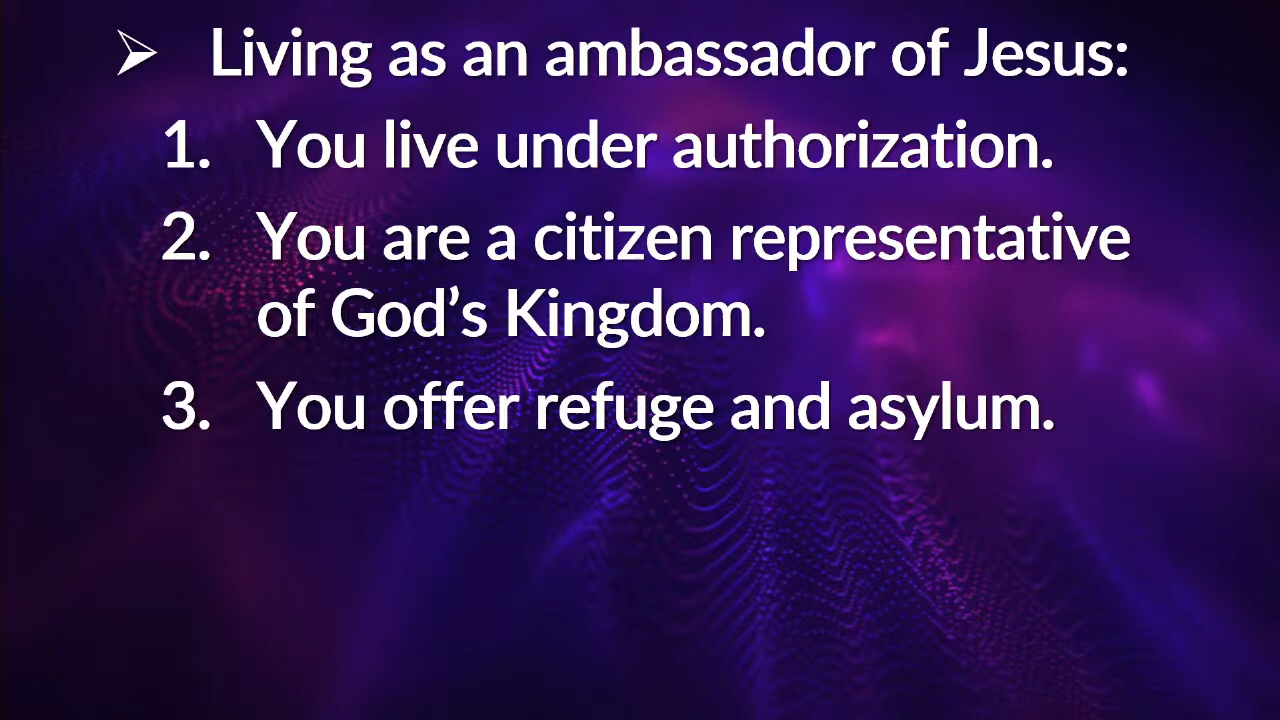 ➢ Living as an ambassador of Jesus:
1. You live under authorization.
2. You are a citizen representative
of God’s Kingdom.
3. You offer refuge and asylum.